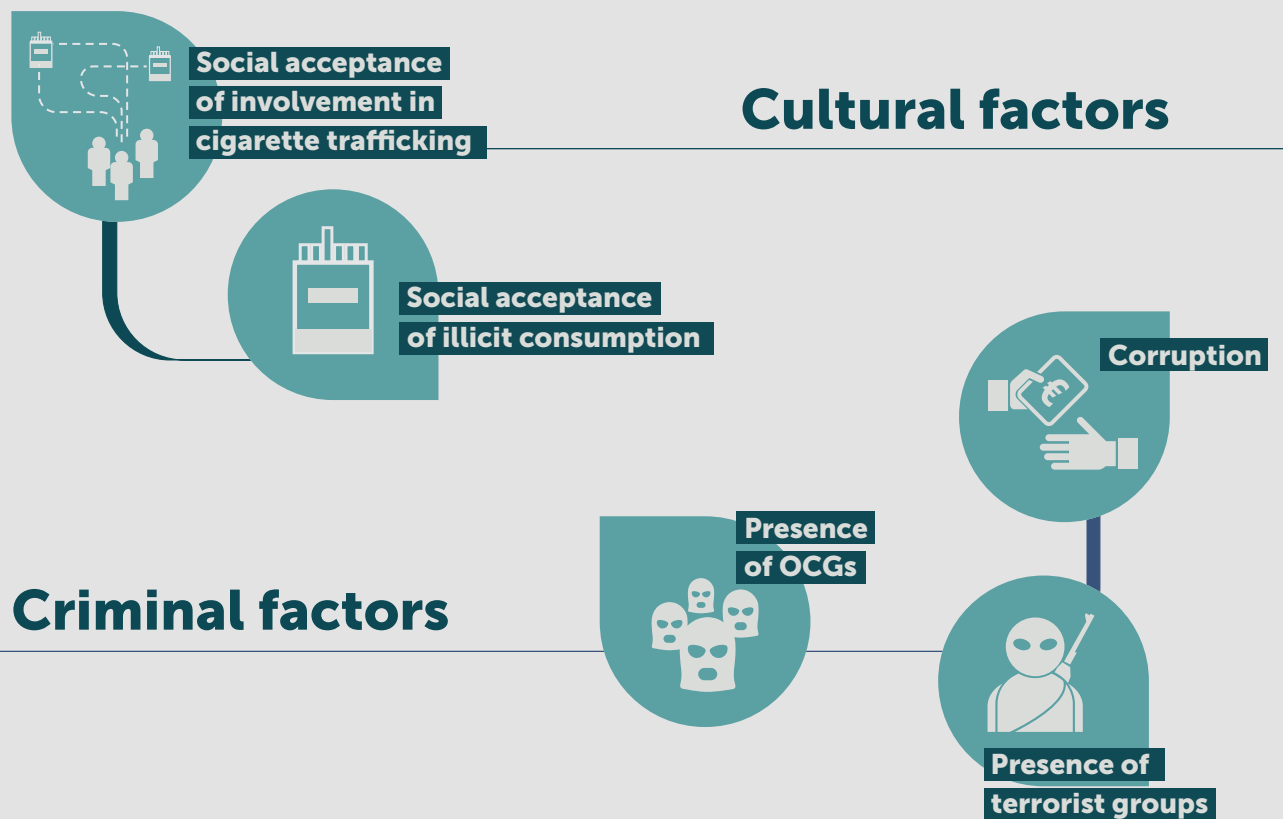 Social acceptance
of involvement in
cigarette trafficking
Cultural factors
Social acceptance
of illicit consumption
Corruption
€
Presence
of OCGs
Criminal factors
Presence of
terrorist groups